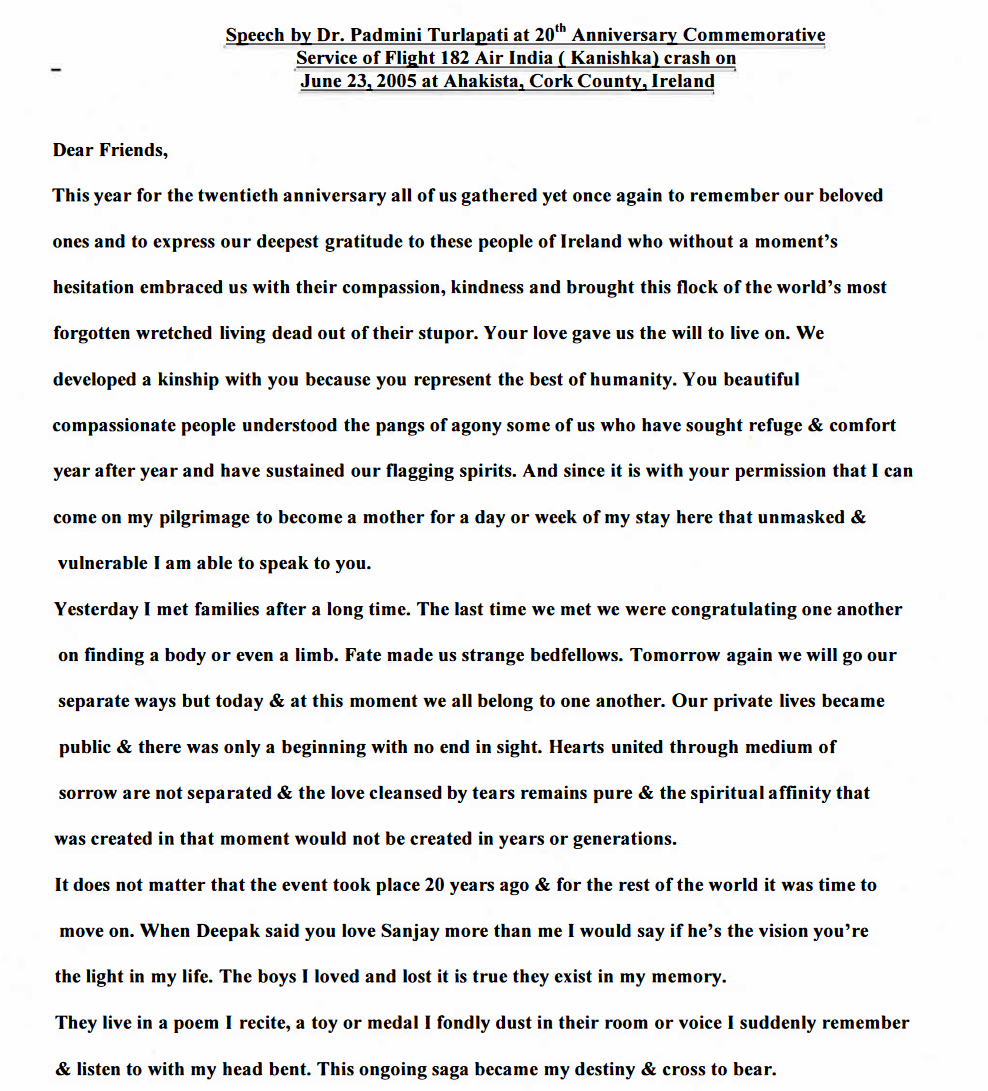 Speech by Dr. Padmini Turlapati at 20th Anniversary Commemorative
Service of Flight 182 Air India ( Kanishka) crash on
June 23, 2005 at Ahakista, Cork County, Ireland
Dear Friends,
This year for the twentieth anniversary all of us gathered yet once again to remember our beloved
ones and to express our deepest gratitude to these people of Ireland who without a moment’s
hesitation embraced us with their compassion, kindness and brought this flock of the world’s most
forgotten wretched living dead out of their stupor. Your love gave us the will to live on. We
developed a kinship with you because you represent the best of humanity. You beautiful
compassionate people understood the pangs of agony some of us who have sought refuge & comfort
year after year and have sustained our flagging spirits. And since it is with your permission that I can
come on my pilgrimage to become a mother for a day or week of my stay here that unmasked &
vulnerable I am able to speak to you.
Yesterday I met families after a long time. The last time we met we were congratulating one another
on finding a body or even a limb. Fate made us strange bedfellows. Tomorrow again we will go our
separate ways but today & at this moment we all belong to one another. Our private lives became
public & there was only a beginning with no end in sight. Hearts united through medium of
sorrow are not separated & the love cleansed by tears remains pure & the spiritual affinity that
was created in that moment would not be created in years or generations.
It does not matter that the event took place 20 years ago & for the rest of the world it was time to
move on. When Deepak said you love Sanjay more than me I would say if he’s the vision you’re
the light in my life. The boys I loved and lost it is true they exist in my memory.
They live in a poem I recite, a toy or medal I fondly dust in their room or voice I suddenly remember
& listen to with my head bent. This ongoing saga became my destiny & cross to bear.